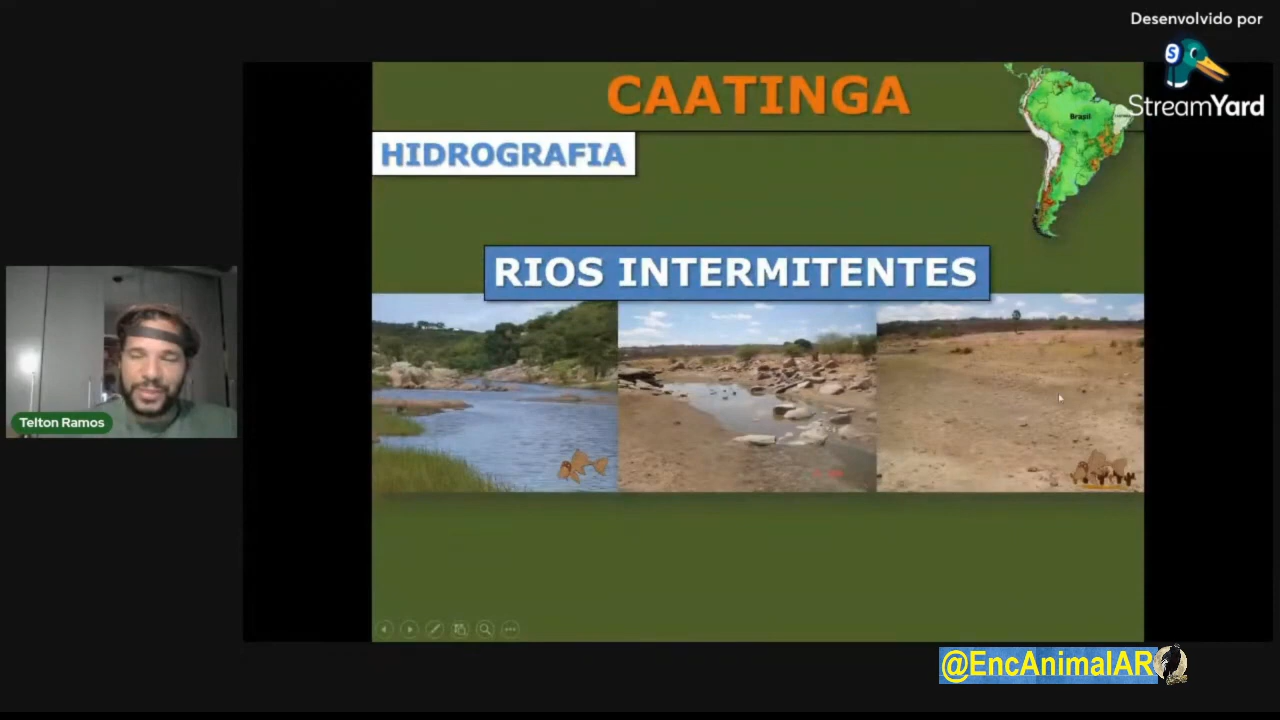 Desenvolvido por
StreamYard
CAATINGA
Brasil
HIDROGRAFIA
RIOS INTERMITENTES
Telton Ramos
@EncAnimalAR